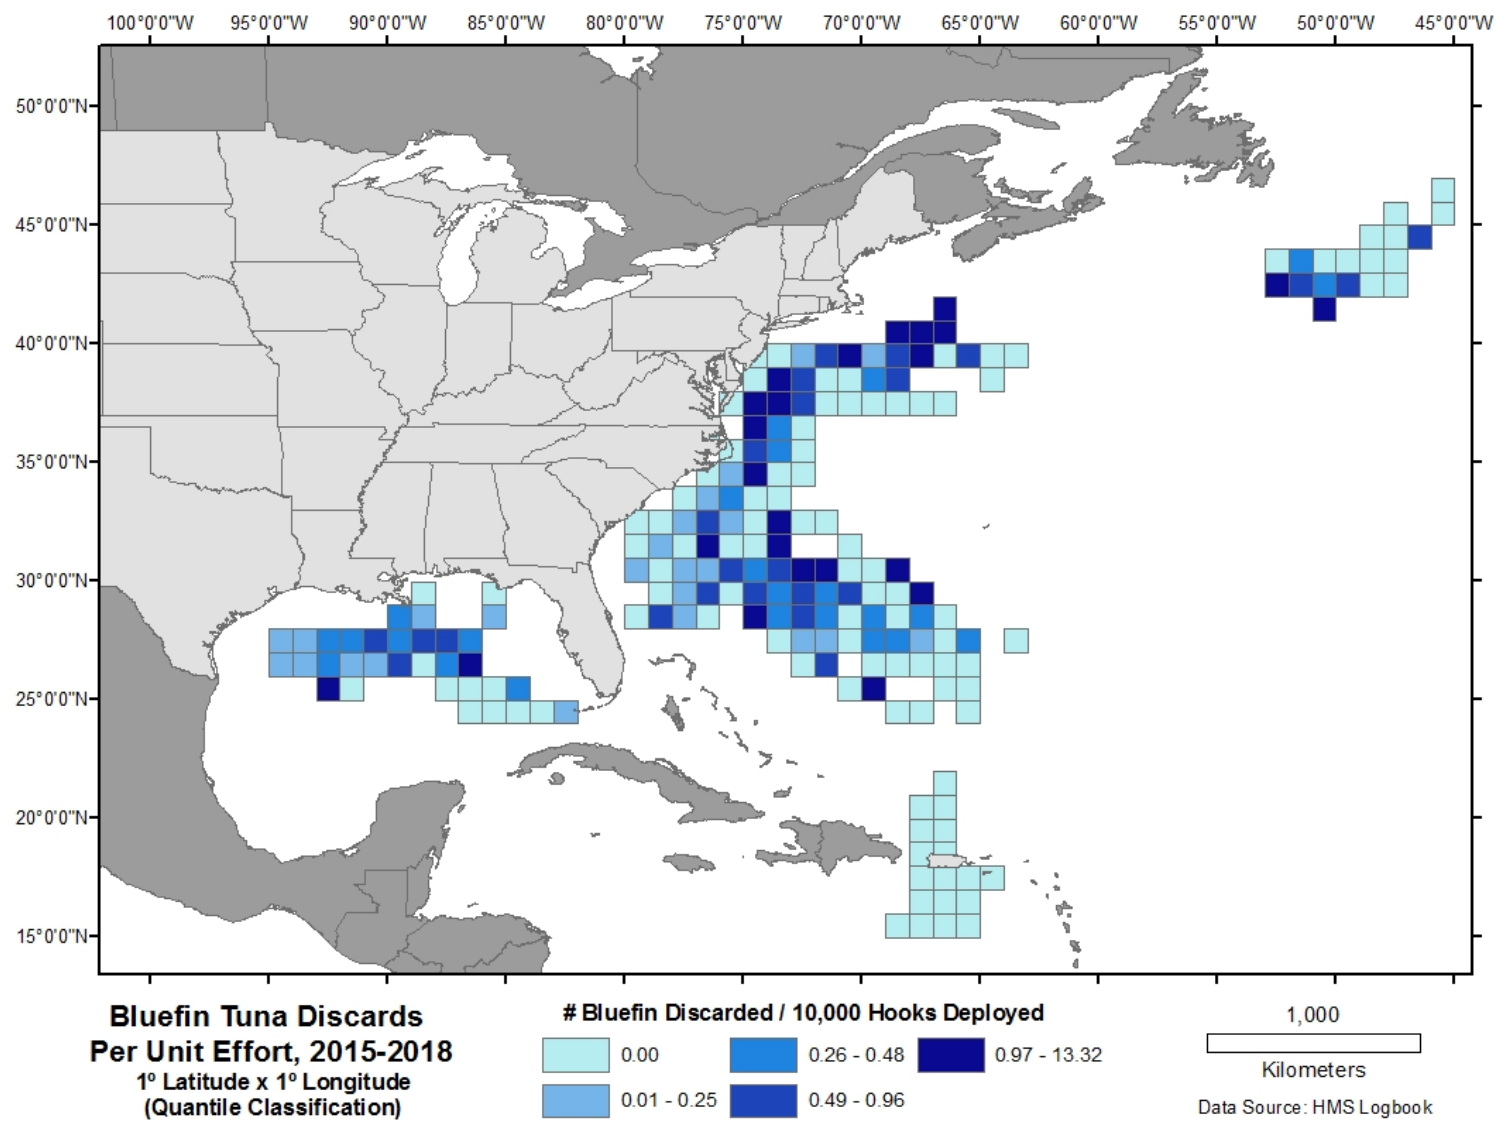 100°0'0"W 95°0'0"W 90°0'0"W 85°0'0"W 80°0'0"W 75°0'0"W 70°0'0"W 65°0'0"W 60°0'0"W 55°0'0"W 50°0'0"W 45°0'0"W
50°0'0"N
45°0'0"N
40°0'0"N
35°0'0"N
30°0'0"N
25°0'0"N
20°0'0"N
15°0'0"N
Bluefin Tuna Discards
Per Unit Effort, 2015-2018
1º Latitude x 1º Longitude
(Quantile Classification)
# Bluefin Discarded / 10,000 Hooks Deployed
0.00
0.26 - 0.48
0.97 - 13.32
0.01 - 0.25
0.49 - 0.96
1,000
Kilometers
Data Source: HMS Logbook